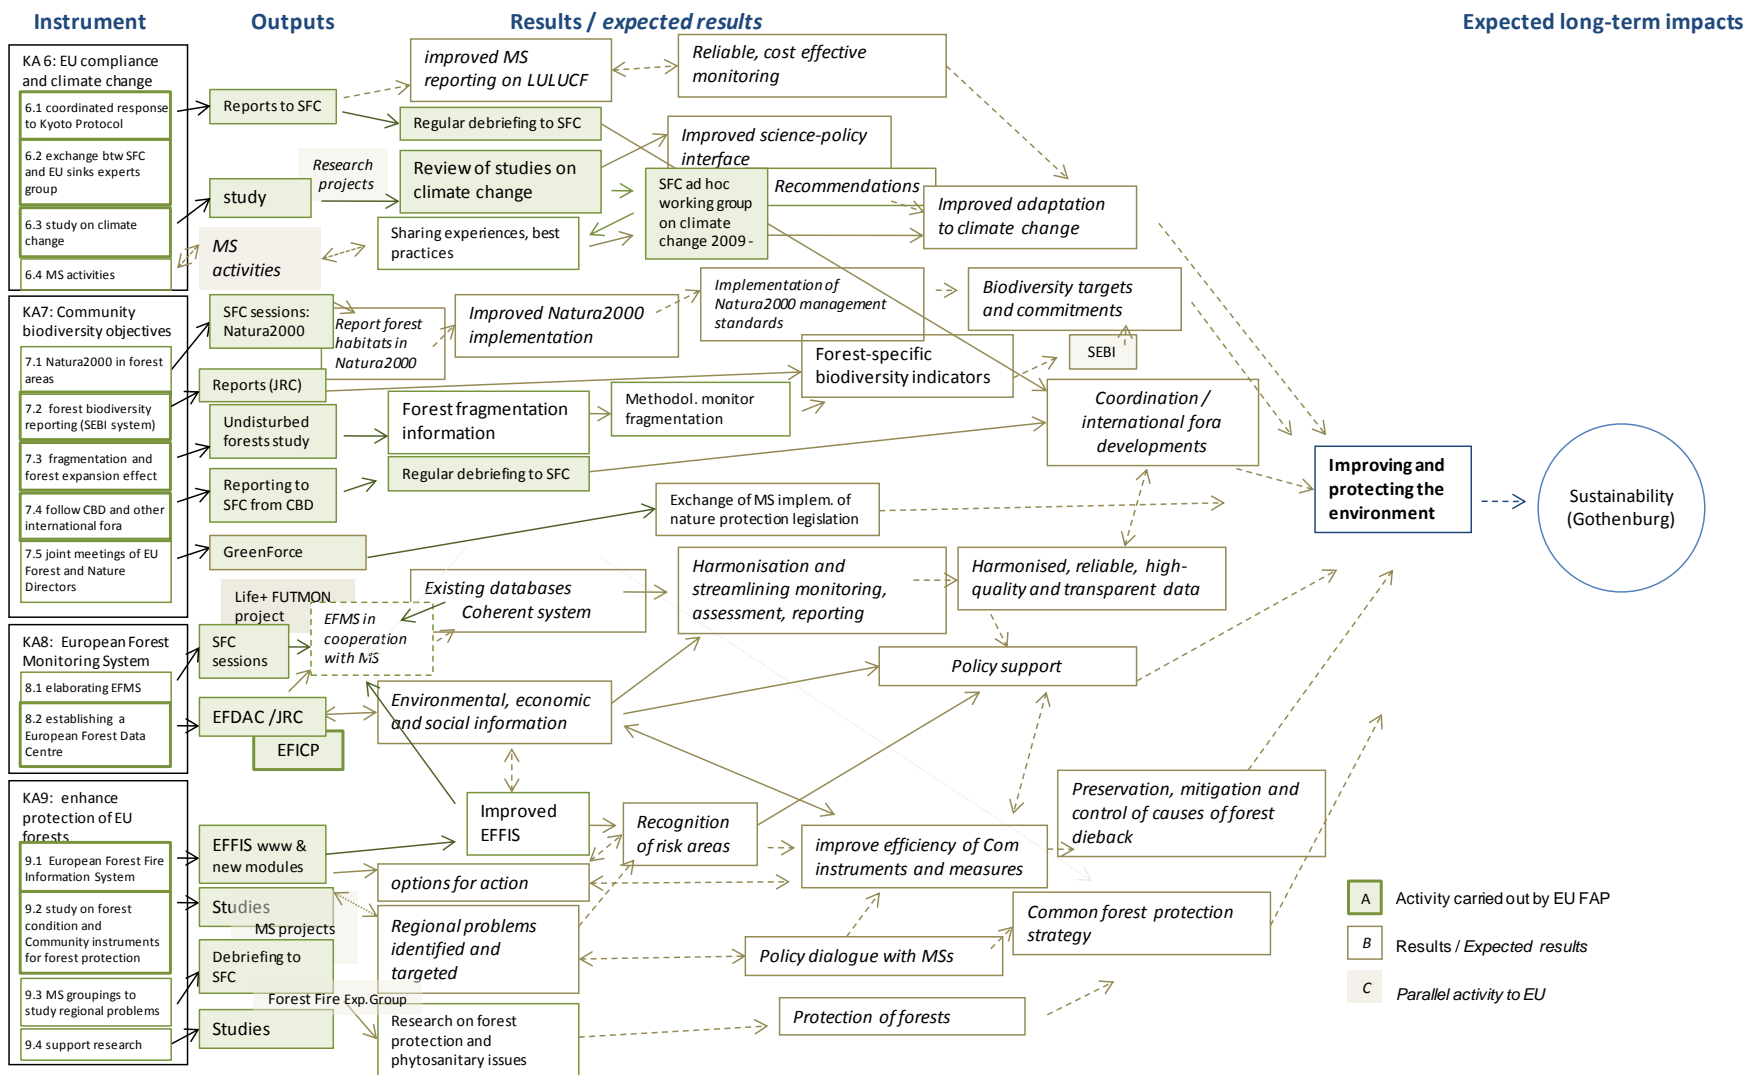 Instrument
Outputs
Results / expected results
Expected long-term impacts
KA 6: EU compliance
and climate change
6.1 coordinated response
to Kyoto Protocol
6.2 exchange btw SFC
and EU sinks experts
group
6.3 study on climate
change
6.4 MS activities
Reports to SFC
study
Research
projects
MS
activities
improved MS
reporting on LULUCF
Reliable, cost effective
monitoring
Regular debriefing to SFC
Review of studies on
climate change
Sharing experiences, best
practices
Improved science-policy
interface
SFC ad hoc
working group
on climate
change 2009 -
Recommendations
Improved adaptation
to climate change
KA7: Community
biodiversity objectives
7.1 Natura2000 in forest
areas
7.2 forest biodiversity
reporting (SEBI system)
7.3 fragmentation and
forest expansion effect
7.4 follow CBD and other
international fora
7.5 joint meetings of EU
Forest and Nature
Directors
SFC sessions:
Natura2000
Report forest
habitats in
Natura2000
Reports (JRC)
Undisturbed
forests study
Reporting to
SFC from CBD
GreenForce
Improved Natura2000
implementation
Implementation of
Natura2000 management
standards
Biodiversity targets
and commitments
SEBI
Forest-specific
biodiversity indicators
Forest fragmentation
information
Methodol. monitor
fragmentation
Regular debriefing to SFC
Coordination /
international fora
developments
Exchange of MS implem. of
nature protection legislation
Improving and
protecting the
environment
Sustainability
(Gothenburg)
KA8: European Forest
Monitoring System
8.1 elaborating EFMS
8.2 establishing a
European Forest Data
Centre
Life+ FUTMON
project
SFC
sessions
EFMS in
cooperation
with MS
EFDAC /JRC
EFICP
Existing databases
Coherent system
Harmonisation and
streamlining monitoring,
assessment, reporting
Harmonised, reliable, high-
quality and transparent data
Policy support
Environmental, economic
and social information
KA9: enhance
protection of EU
forests
9.1 European Forest Fire
Information System
9.2 study on forest
condition and
Community instruments
for forest protection
9.3 MS groupings to
study regional problems
9.4 support research
EFFIS www &
new modules
Studies
MS projects
Debriefing to
SFC
Forest Fire Exp.Group
Studies
Improved
EFFIS
options for action
Regional problems
identified and
targeted
Research on forest
protection and
phytosanitary issues
Recognition
of risk areas
improve efficiency of Com
instruments and measures
Policy dialogue with MSs
Protection of forests
Preservation, mitigation and
control of causes of forest
dieback
Common forest protection
strategy
A
Activity carried out by EU FAP
B
Results / Expected results
C
Parallel activity to EU